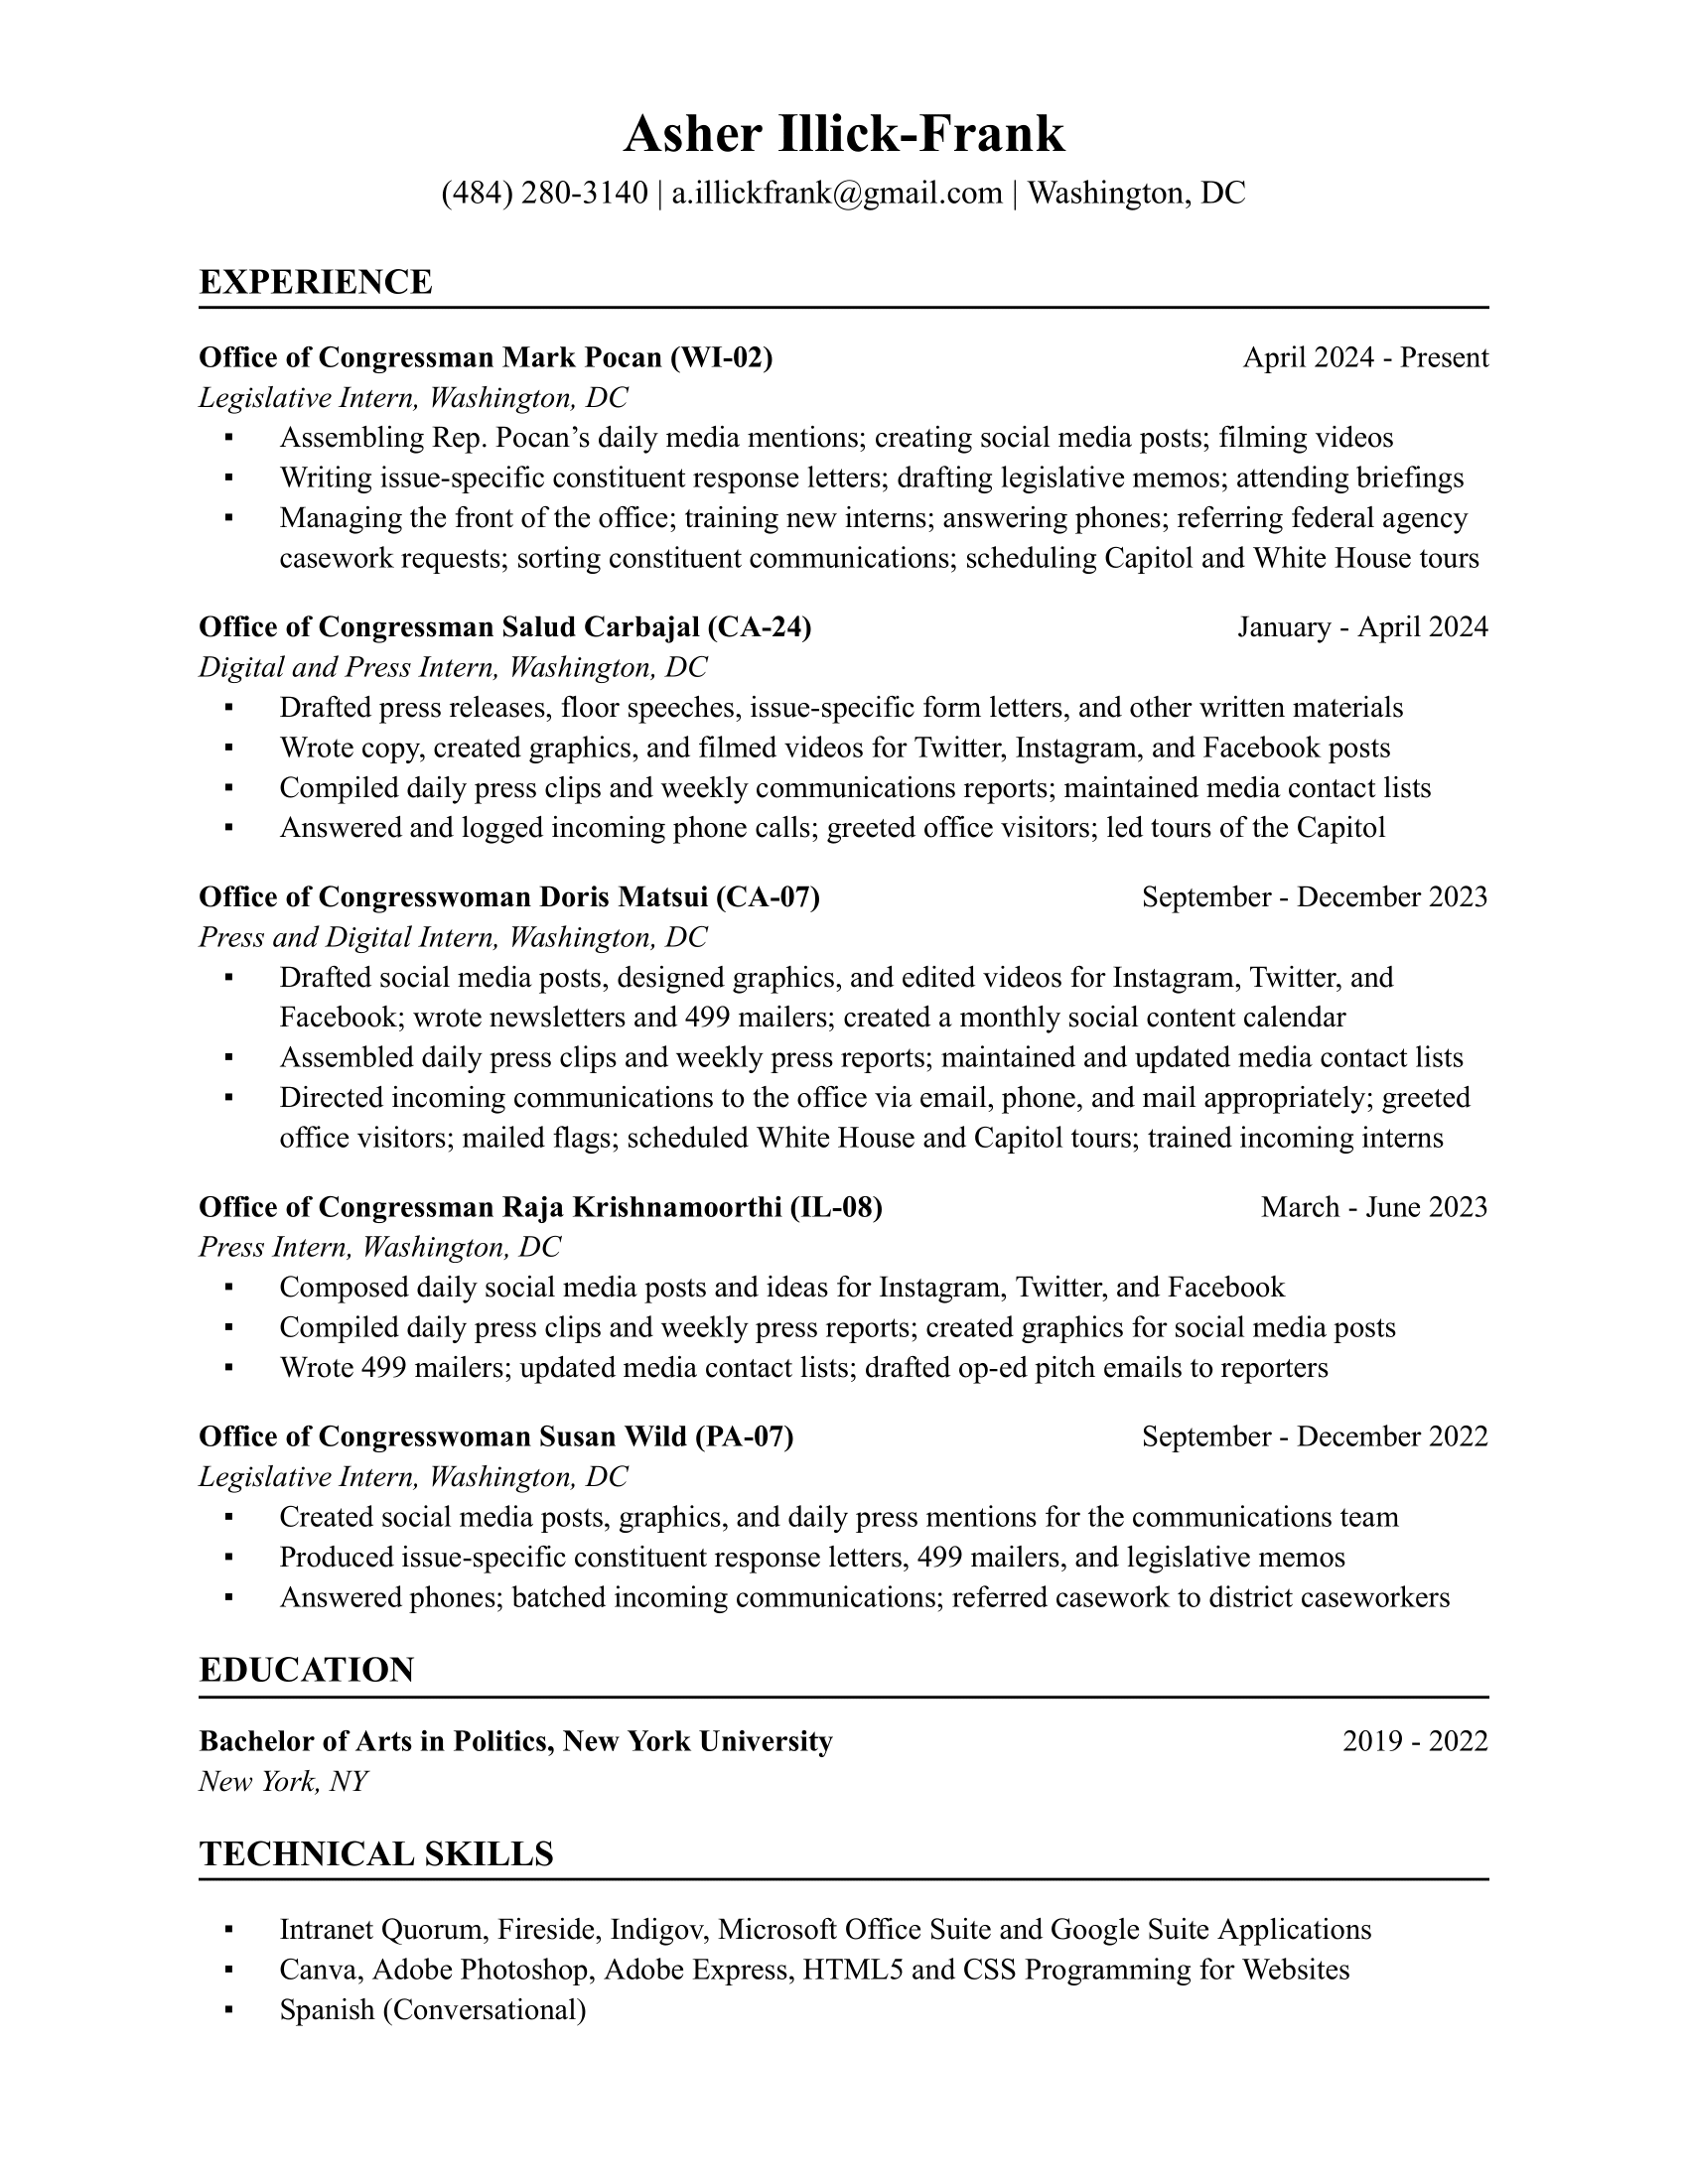 Asher Illick-Frank
(484) 280-3140 | a.illickfrank@gmail.com | Washington, DC
EXPERIENCE
Office of Congressman Mark Pocan (WI-02) April 2024 - Present
Legislative Intern, Washington, DC
▪ Assembling Rep. Pocan’s daily media mentions; creating social media posts; filming videos
▪ Writing issue-specific constituent response letters; drafting legislative memos; attending briefings
▪ Managing the front of the office; training new interns; answering phones; referring federal agency
casework requests; sorting constituent communications; scheduling Capitol and White House tours
Office of Congressman Salud Carbajal (CA-24) January - April 2024
Digital and Press Intern, Washington, DC
▪ Drafted press releases, floor speeches, issue-specific form letters, and other written materials
▪ Wrote copy, created graphics, and filmed videos for Twitter, Instagram, and Facebook posts
▪ Compiled daily press clips and weekly communications reports; maintained media contact lists
▪ Answered and logged incoming phone calls; greeted office visitors; led tours of the Capitol
Office of Congresswoman Doris Matsui (CA-07) September - December 2023
Press and Digital Intern, Washington, DC
▪ Drafted social media posts, designed graphics, and edited videos for Instagram, Twitter, and
Facebook; wrote newsletters and 499 mailers; created a monthly social content calendar
▪ Assembled daily press clips and weekly press reports; maintained and updated media contact lists
▪ Directed incoming communications to the office via email, phone, and mail appropriately; greeted
office visitors; mailed flags; scheduled White House and Capitol tours; trained incoming interns
Office of Congressman Raja Krishnamoorthi (IL-08) March - June 2023
Press Intern, Washington, DC
▪ Composed daily social media posts and ideas for Instagram, Twitter, and Facebook
▪ Compiled daily press clips and weekly press reports; created graphics for social media posts
▪ Wrote 499 mailers; updated media contact lists; drafted op-ed pitch emails to reporters
Office of Congresswoman Susan Wild (PA-07) September - December 2022
Legislative Intern, Washington, DC
▪ Created social media posts, graphics, and daily press mentions for the communications team
▪ Produced issue-specific constituent response letters, 499 mailers, and legislative memos
▪ Answered phones; batched incoming communications; referred casework to district caseworkers
EDUCATION
Bachelor of Arts in Politics, New York University 2019 - 2022
New York, NY
TECHNICAL SKILLS
▪ Intranet Quorum, Fireside, Indigov, Microsoft Office Suite and Google Suite Applications
▪ Canva, Adobe Photoshop, Adobe Express, HTML5 and CSS Programming for Websites
▪ Spanish (Conversational)